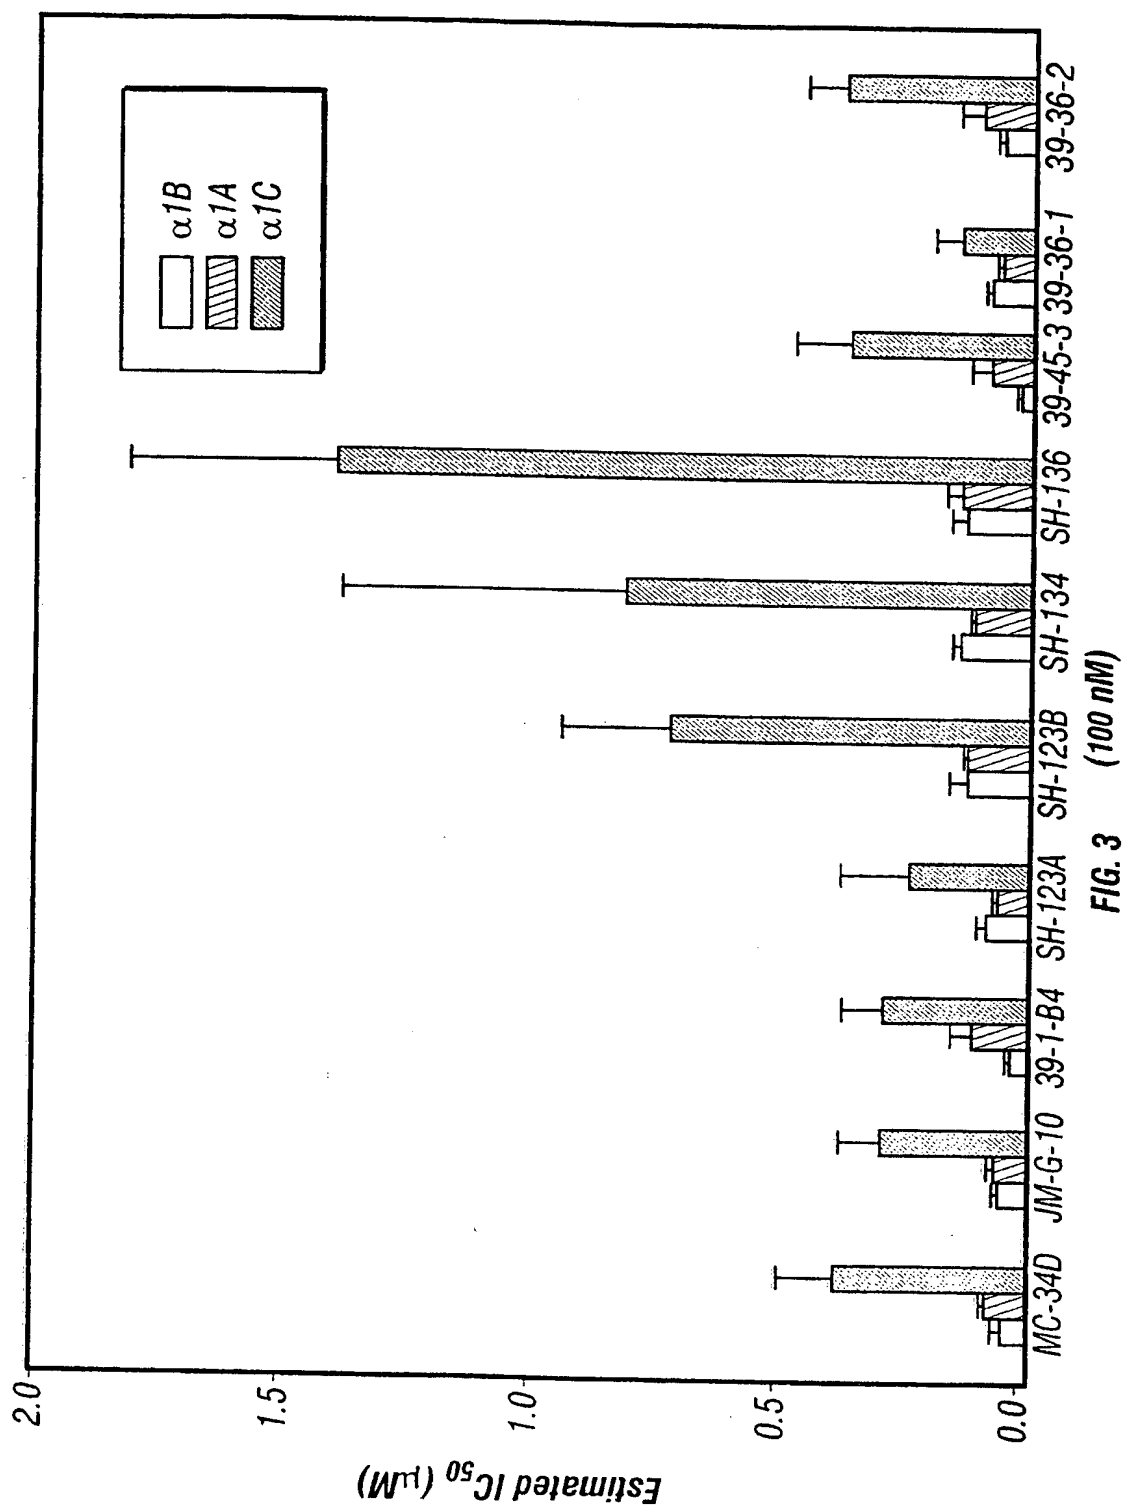 Estimated IC50 (μM)
2.0
1.5
1.0
0.5
0.0
α1B
α1A
α1C
MC-34D
JM-G-10
39-1-B4
SH-123A
SH-123B
SH-134
SH-136
39-45-3
39-36-1
39-36-2
(100 nM)
FIG. 3